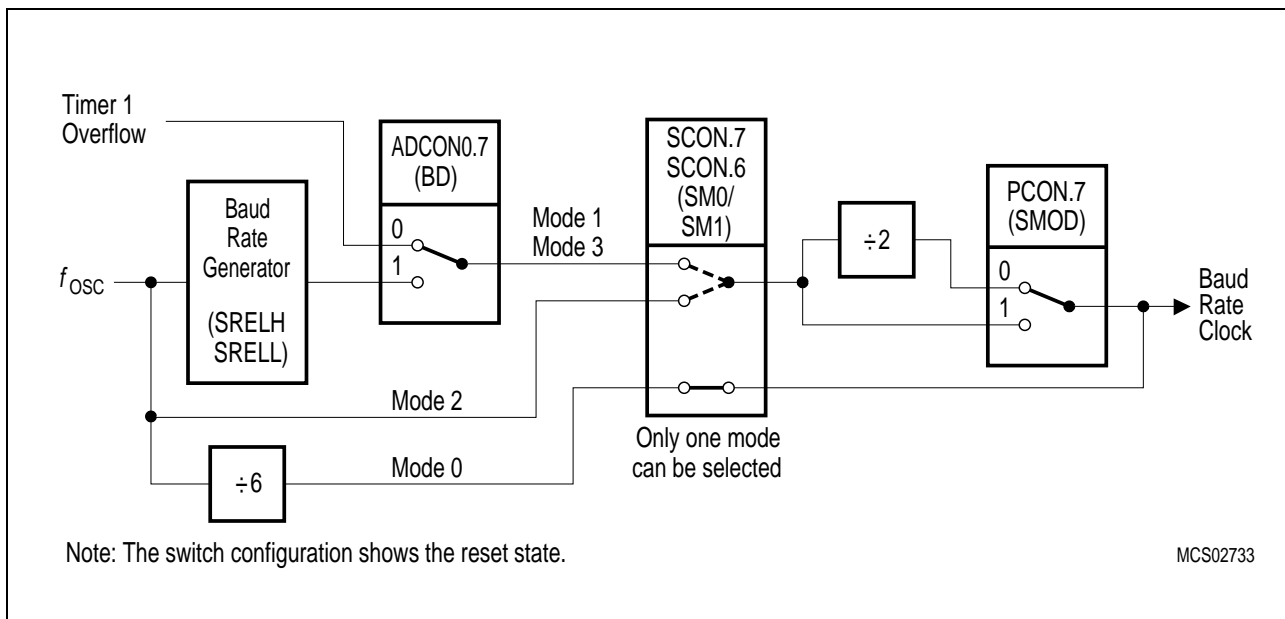 Timer 1
Overflow
ADCON0.7
(BD)
0
1
Baud
Rate
Generator
(SRELH
SRELL)
fOSC
Mode 1
Mode 3
Mode 2
Mode 0
÷6
SCON.7
SCON.6
(SM0/
SM1)
Only one mode
can be selected
÷2
PCON.7
(SMOD)
0
1
Baud
Rate
Clock
Note: The switch configuration shows the reset state.
MCS02733